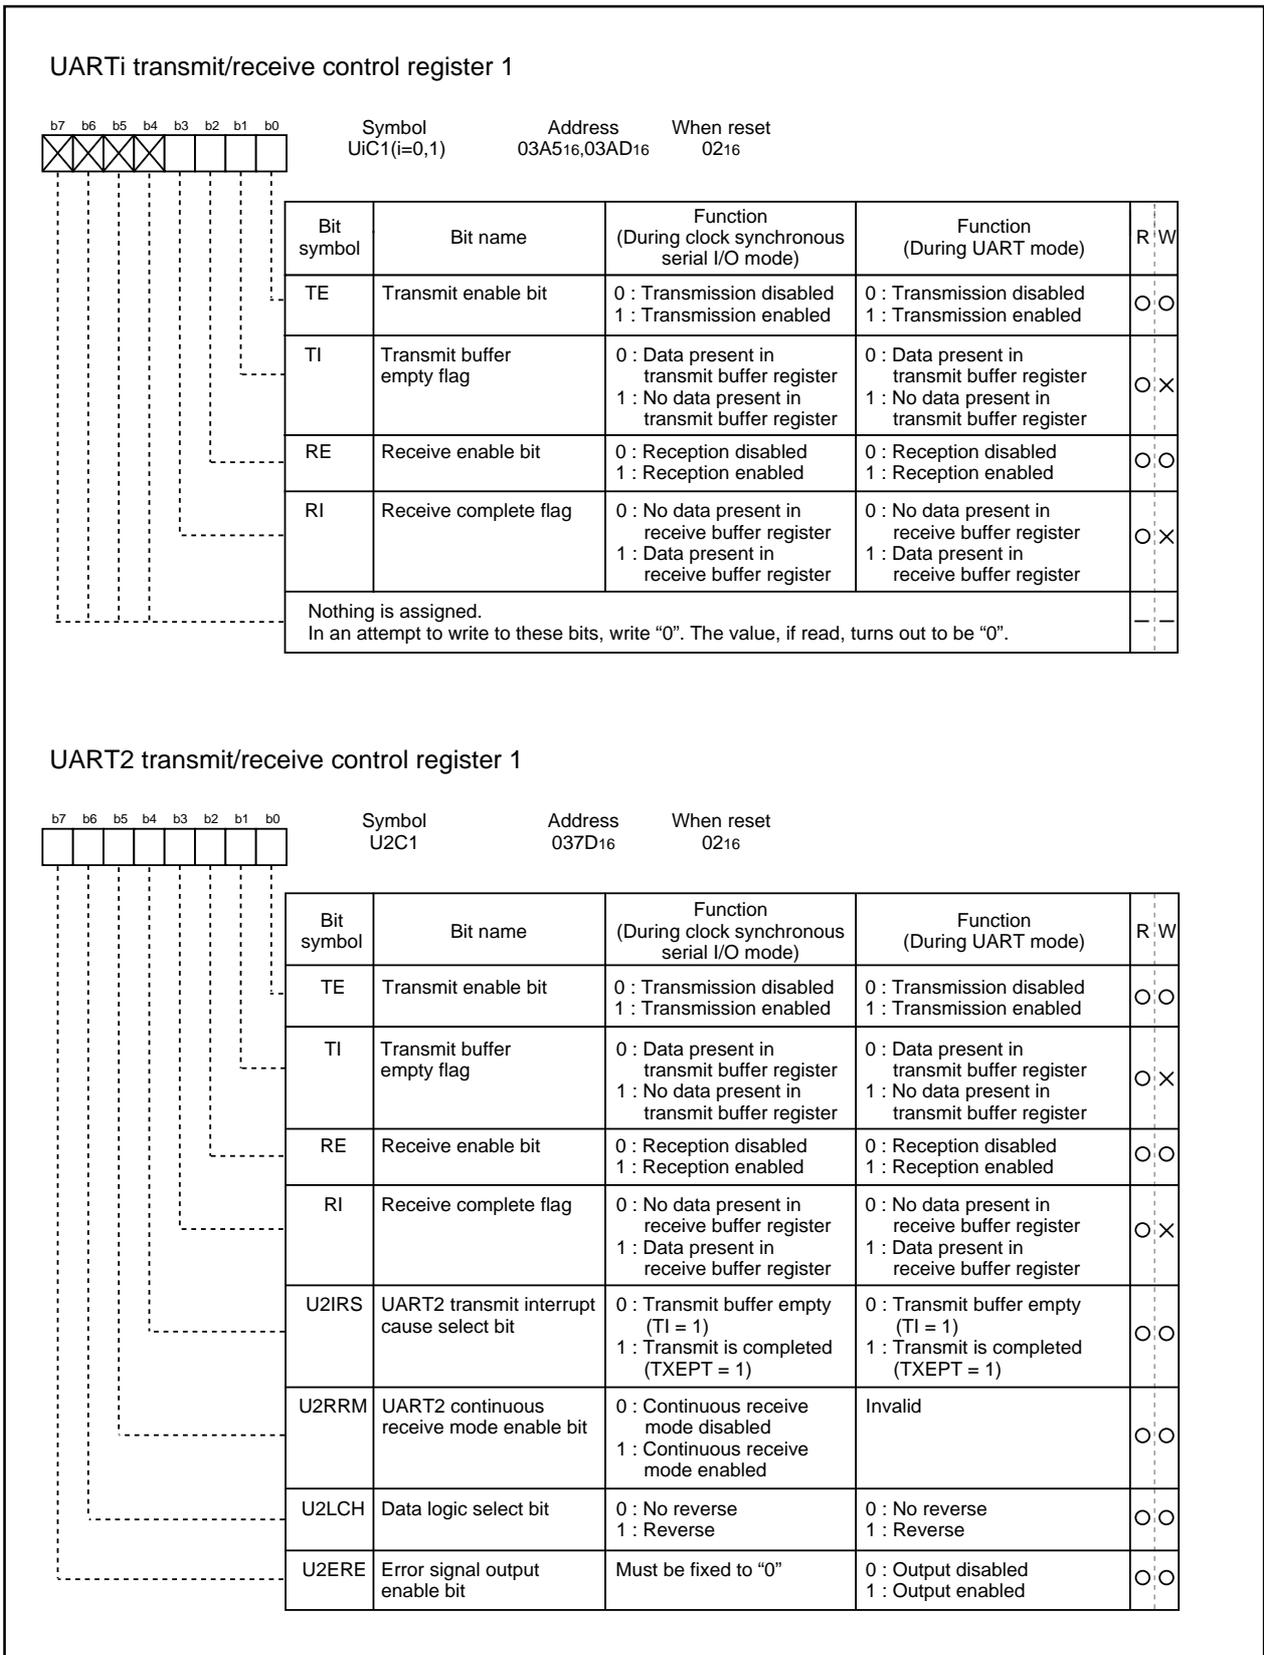 UARTi transmit/receive control register 1
b7 b6 b5 b4 b3 b2 b1 b0
Symbol Address When reset
UiC1(i=0,1) 03A516,03AD16 0216
Bit symbol Bit name Function (During clock synchronous serial I/O mode) Function (During UART mode) R W
TE Transmit enable bit 0 : Transmission disabled 0 : Transmission disabled
1 : Transmission enabled 1 : Transmission enabled
TI Transmit buffer 0 : Data present in 0 : Data present in
empty flag transmit buffer register transmit buffer register
1 : No data present in 1 : No data present in
transmit buffer register transmit buffer register
RE Receive enable bit 0 : Reception disabled 0 : Reception disabled
1 : Reception enabled 1 : Reception enabled
RI Receive complete flag 0 : No data present in 0 : No data present in
receive buffer register receive buffer register
1 : Data present in 1 : Data present in
receive buffer register receive buffer register
Nothing is assigned.
In an attempt to write to these bits, write “0”. The value, if read, turns out to be “0”.
UART2 transmit/receive control register 1
b7 b6 b5 b4 b3 b2 b1 b0
Symbol Address When reset
U2C1 037D16 0216
Bit symbol Bit name Function (During clock synchronous serial I/O mode) Function (During UART mode) R W
TE Transmit enable bit 0 : Transmission disabled 0 : Transmission disabled
1 : Transmission enabled 1 : Transmission enabled
TI Transmit buffer 0 : Data present in 0 : Data present in
empty flag transmit buffer register transmit buffer register
1 : No data present in 1 : No data present in
transmit buffer register transmit buffer register
RE Receive enable bit 0 : Reception disabled 0 : Reception disabled
1 : Reception enabled 1 : Reception enabled
RI Receive complete flag 0 : No data present in 0 : No data present in
receive buffer register receive buffer register
1 : Data present in 1 : Data present in
receive buffer register receive buffer register
U2IRS UART2 transmit interrupt 0 : Transmit buffer empty 0 : Transmit buffer empty
cause select bit (TI = 1) (TI = 1)
1 : Transmit is completed 1 : Transmit is completed
(TXEPT = 1) (TXEPT = 1)
U2RRM UART2 continuous 0 : Continuous receive Invalid
receive mode enable bit mode disabled
1 : Continuous receive
mode enabled
U2LCH Data logic select bit 0 : No reverse 0 : No reverse
1 : Reverse 1 : Reverse
U2ERE Error signal output Must be fixed to “0” 0 : Output disabled
enable bit 1 : Output enabled